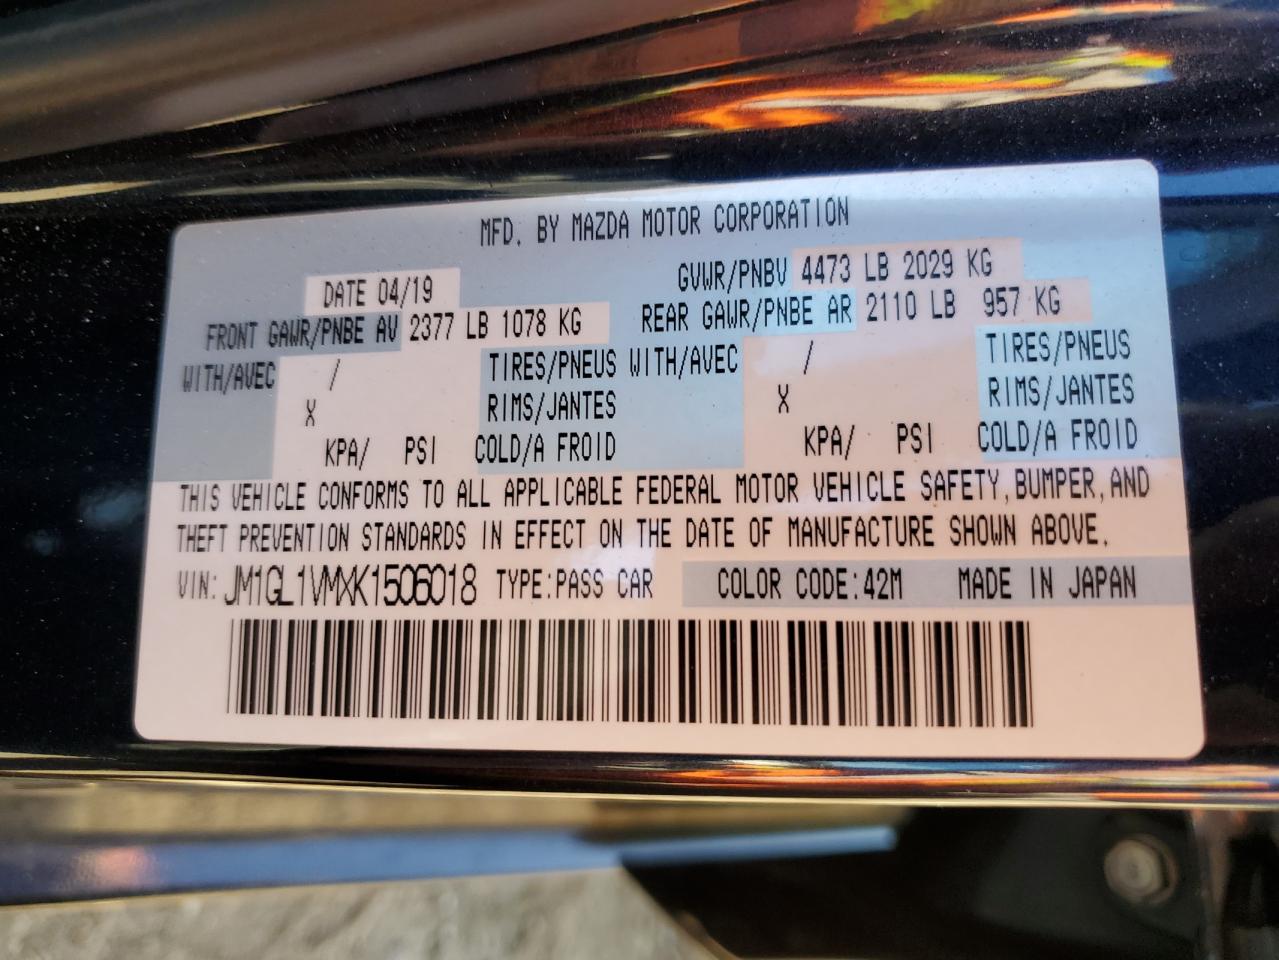 MFD. BY MAZDA MOTOR CORPORATION
DATE 04/19 GVWR/PNBV 4473 LB 2029 KG
FRONT GAWR/PNBE AV 2377 LB 1078 KG REAR GAWR/PNBE AR 2110 LB 957 KG
WITH/AVEC / TIRES/PNEUS WITH/AVEC / TIRES/PNEUS
X RIMS/JANTES X RIMS/JANTES
KPA/ PSI COLD/A FROID KPA/ PSI COLD/A FROID
THIS VEHICLE CONFORMS TO ALL APPLICABLE FEDERAL MOTOR VEHICLE SAFETY, BUMPER, AND
THEFT PREVENTION STANDARDS IN EFFECT ON THE DATE OF MANUFACTURE SHOWN ABOVE.
VIN: JM1GL1VMXK1506018 TYPE:PASS CAR COLOR CODE:42M MADE IN JAPAN